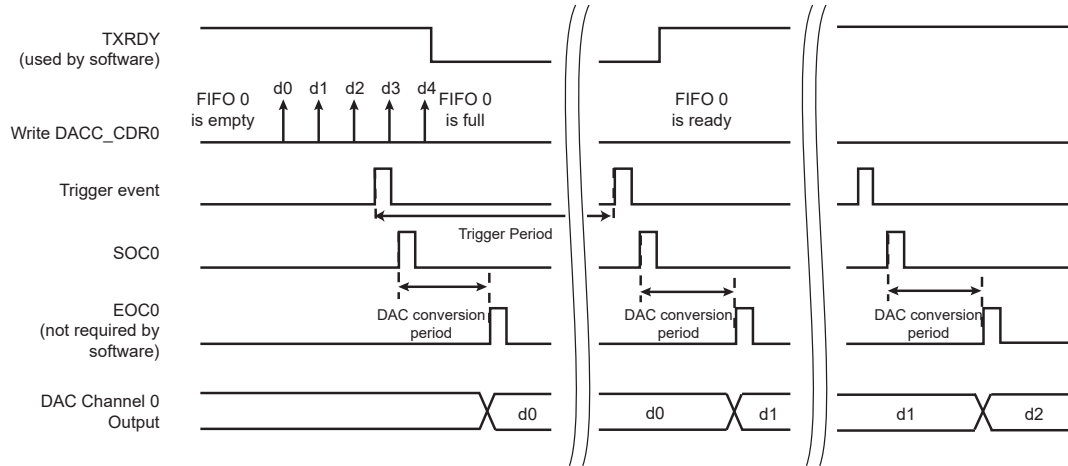 TXRDY
(used by software)
d0 d1 d2 d3 d4
FIFO 0
is empty
FIFO 0
is full
FIFO 0
is ready
Write DACC_CDR0
Trigger event
Trigger Period
SOC0
EOC0
(not required by
software)
DAC conversion
period
DAC conversion
period
DAC conversion
period
DAC Channel 0
Output
d0 d0 d1 d1 d2